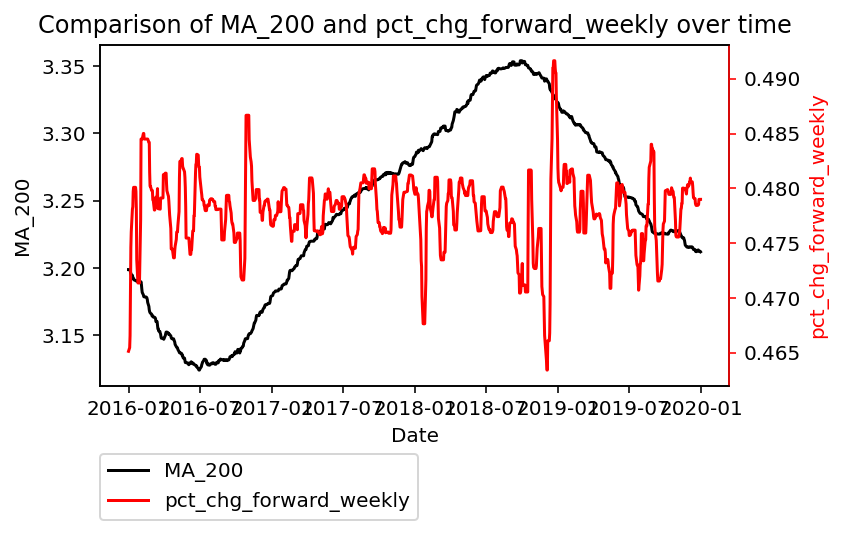 Comparison of MA_200 and pct_chg_forward_weekly over time
3.35
3.30
3.25
3.20
3.15
MA_200
0.490
0.485
0.480
0.475
0.470
0.465
pct_chg_forward_weekly
2016-01 2016-07 2017-01 2017-07 2018-01 2018-07 2019-01 2019-07 2020-01
Date
MA_200
pct_chg_forward_weekly